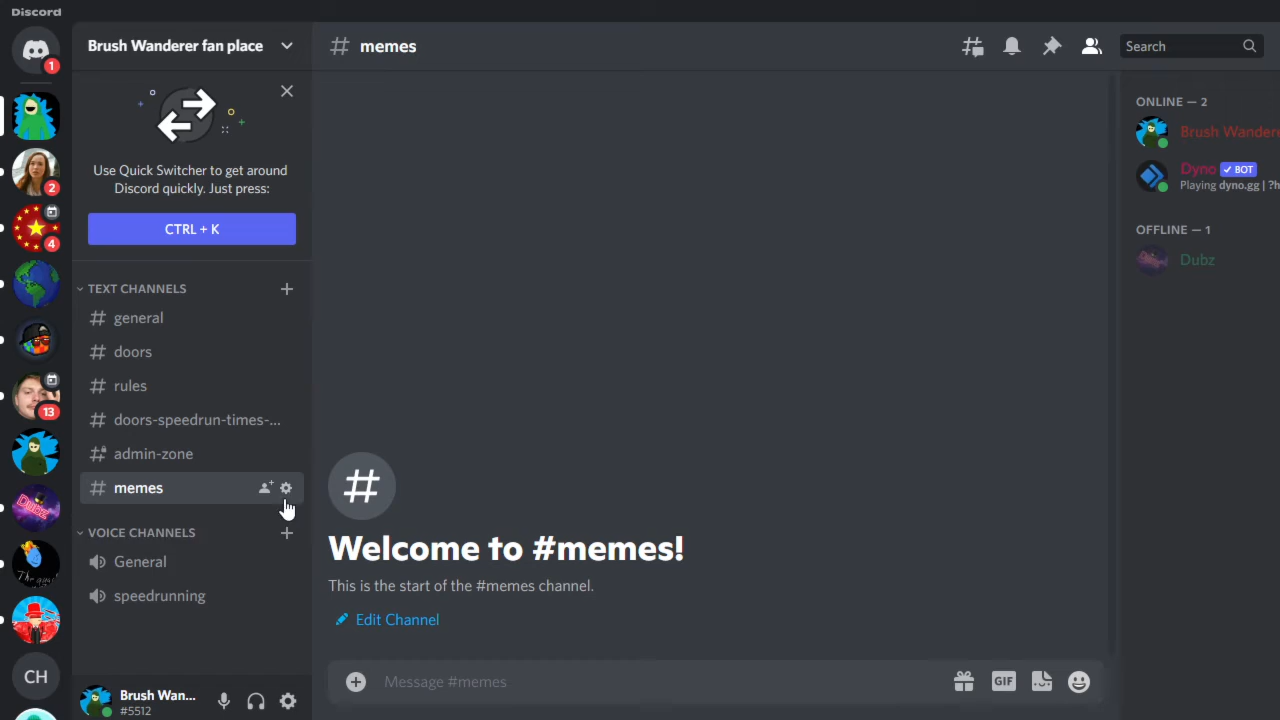 Discord
Brush Wanderer fan place
memes
Search
1
2
4
13
CH
Use Quick Switcher to get around
Discord quickly. Just press:
CTRL + K
TEXT CHANNELS
general
doors
rules
doors-speedrun-times-...
admin-zone
memes
VOICE CHANNELS
General
speedrunning
Brush Wan...
#5512
Welcome to #memes!
This is the start of the #memes channel.
Edit Channel
Message #memes
GIF
ONLINE — 2
Brush Wander
Dyno BOT
Playing dyno.gg | ?h
OFFLINE — 1
Dubz